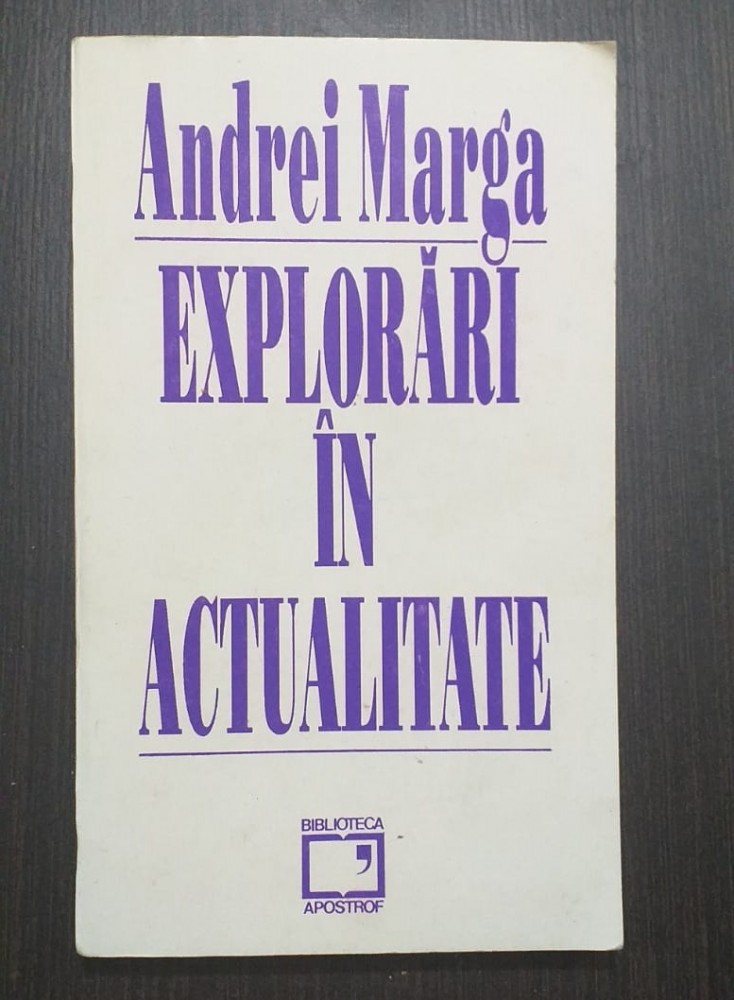 Andrei Marga
EXPLORĂRI
ÎN
ACTUALITATE
BIBLIOTECA
APOSTROF